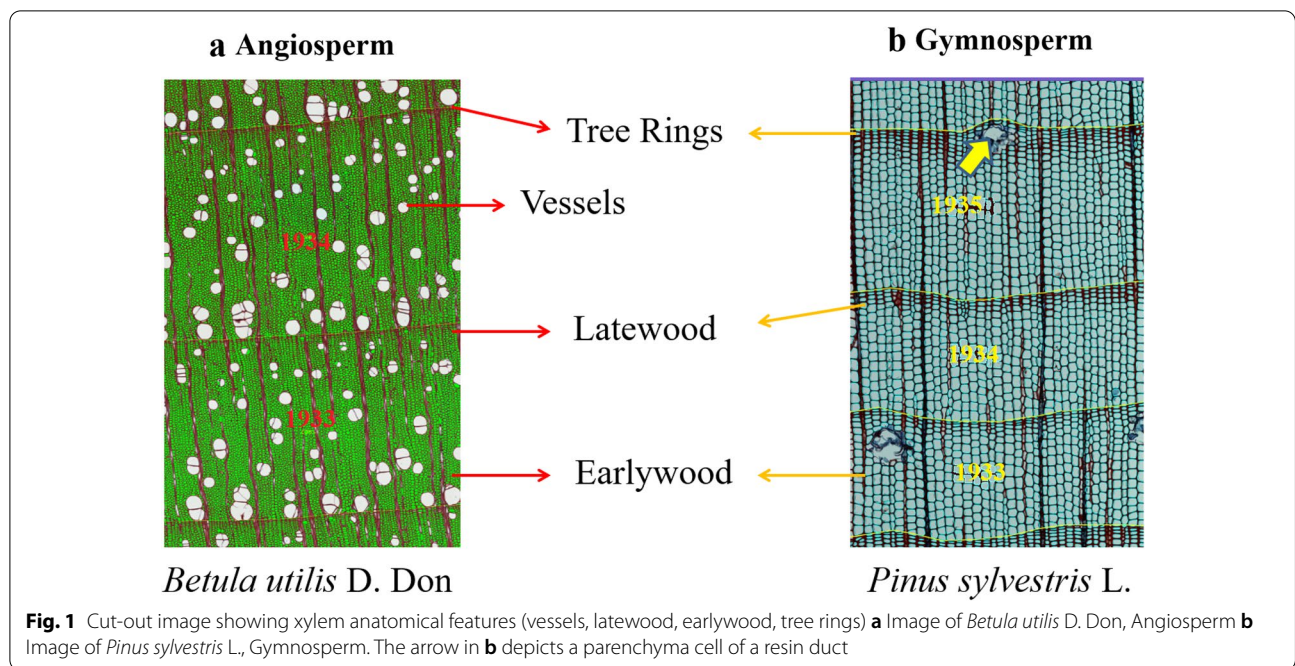 a Angiosperm
b Gymnosperm
Tree Rings
Vessels
Latewood
Earlywood
1934
1933
1935
1934
1933
Betula utilis D. Don
Pinus sylvestris L.
Fig. 1 Cut-out image showing xylem anatomical features (vessels, latewood, earlywood, tree rings) a Image of Betula utilis D. Don, Angiosperm b
Image of Pinus sylvestris L., Gymnosperm. The arrow in b depicts a parenchyma cell of a resin duct